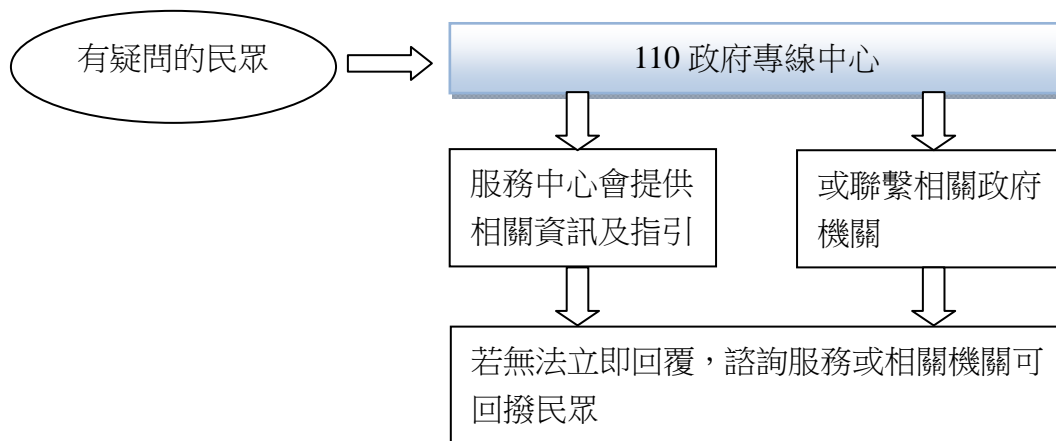 有疑問的民眾
110 政府專線中心
服務中心會提供
相關資訊及指引
或聯繫相關政府
機關
若無法立即回覆，諮詢服務或相關機關可
回撥民眾